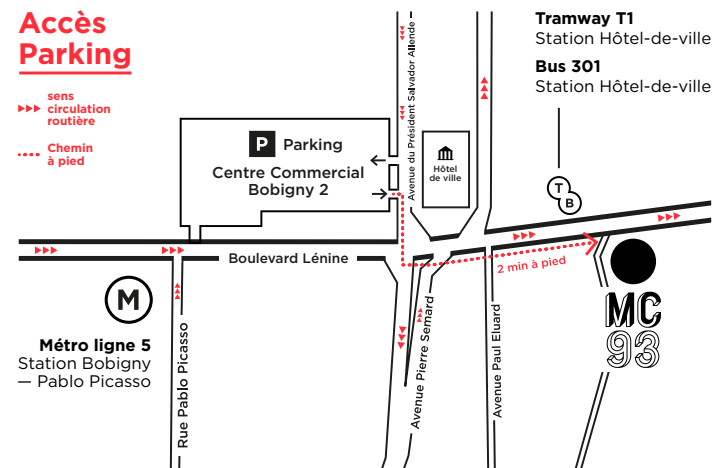 Accès
Parking
sens
circulation
routière
Chemin
à pied
Tramway T1
Station Hôtel-de-ville
Bus 301
Station Hôtel-de-ville
P Parking
Centre Commercial
Bobigny 2
Avenue du Président Salvador Allende
Hôtel
de ville
T
B
Boulevard Lénine
2 min à pied
M
Métro ligne 5
Station Bobigny
— Pablo Picasso
Rue Pablo Picasso
Avenue Pierre Semard
Avenue Paul Eluard
MC
93